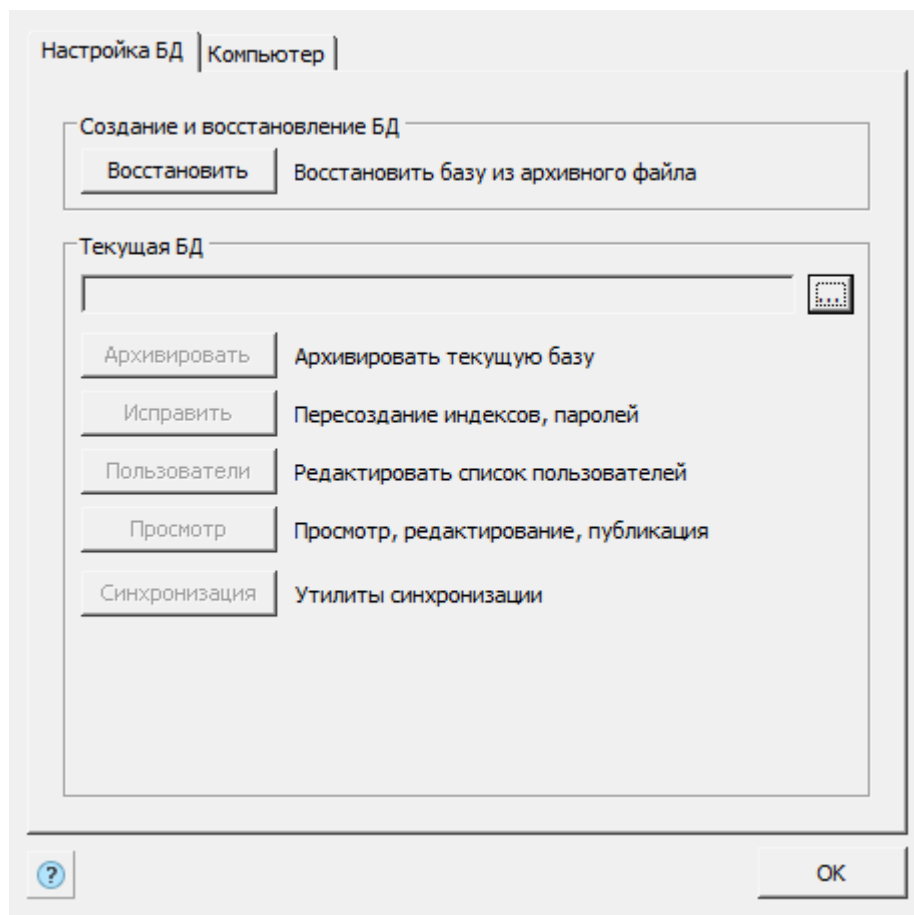 Настройка БД
Компьютер
Создание и восстановление БД
Восстановить
Восстановить базу из архивного файла
Текущая БД
...
Архивировать
Архивировать текущую базу
Исправить
Пересоздание индексов, паролей
Пользователи
Редактировать список пользователей
Просмотр
Просмотр, редактирование, публикация
Синхронизация
Утилиты синхронизации
?
OK